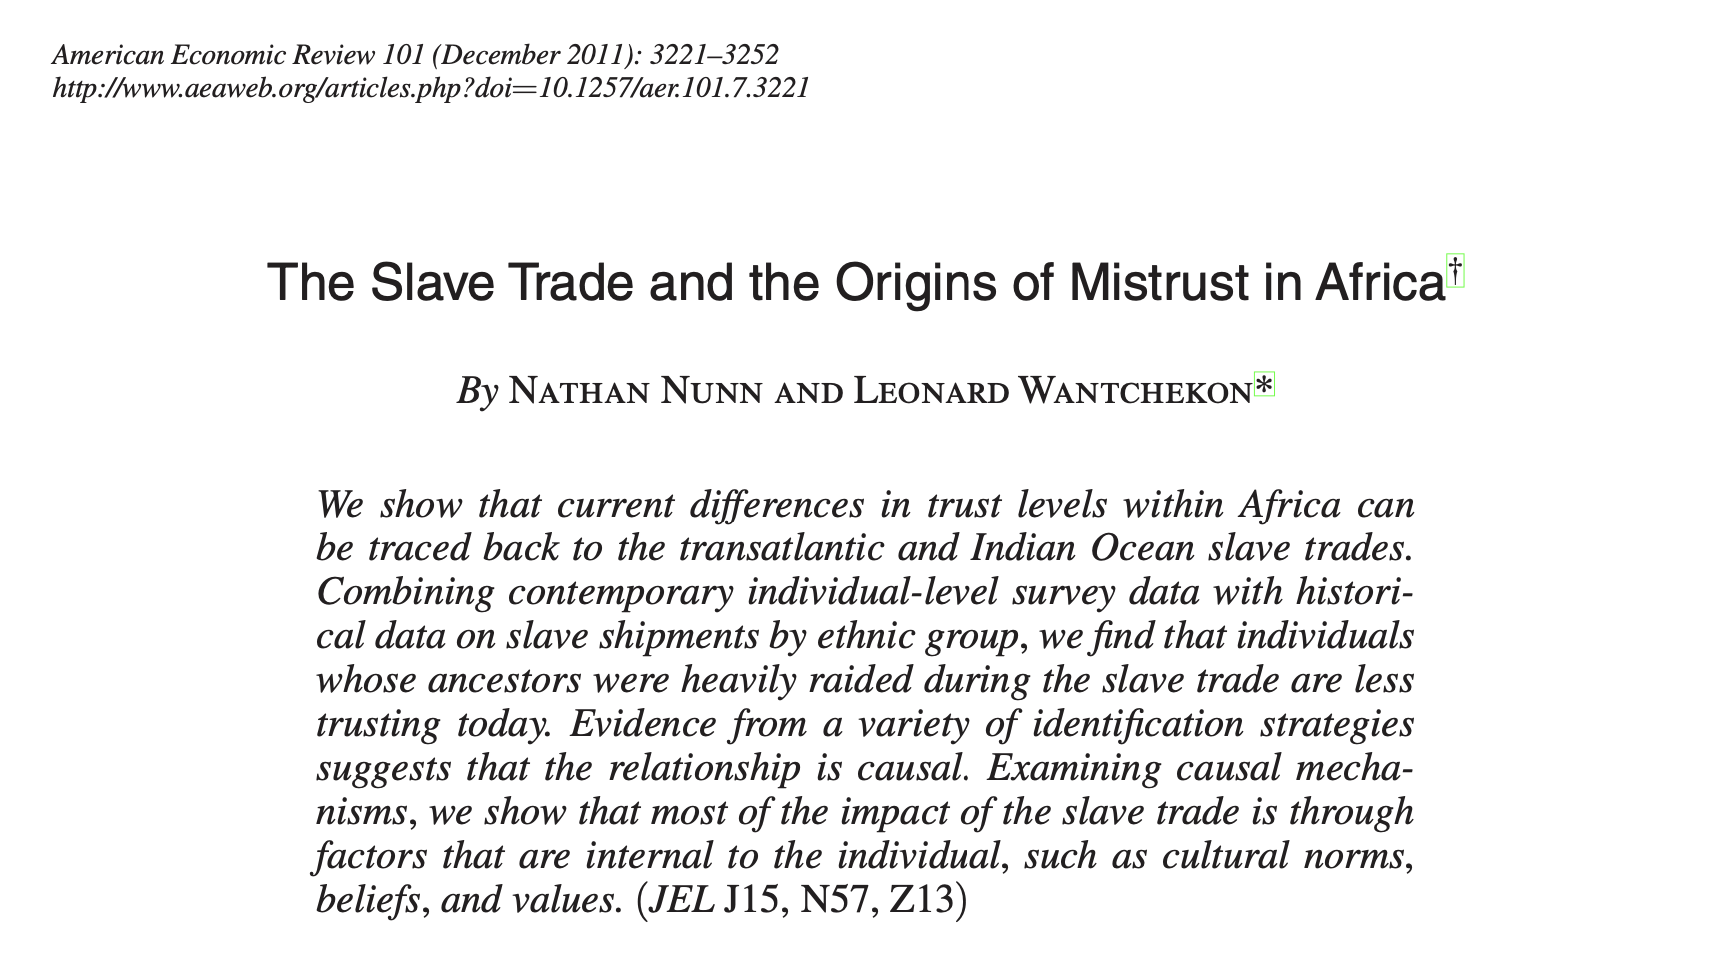 American Economic Review 101 (December 2011): 3221–3252
http://www.aeaweb.org/articles.php?doi=10.1257/aer.101.7.3221
The Slave Trade and the Origins of Mistrust in Africa†
By Nathan Nunn and Leonard Wantchekon*
We show that current differences in trust levels within Africa can
be traced back to the transatlantic and Indian Ocean slave trades.
Combining contemporary individual-level survey data with histori-
cal data on slave shipments by ethnic group, we find that individuals
whose ancestors were heavily raided during the slave trade are less
trusting today. Evidence from a variety of identification strategies
suggests that the relationship is causal. Examining causal mecha-
nisms, we show that most of the impact of the slave trade is through
factors that are internal to the individual, such as cultural norms,
beliefs, and values. (JEL J15, N57, Z13)